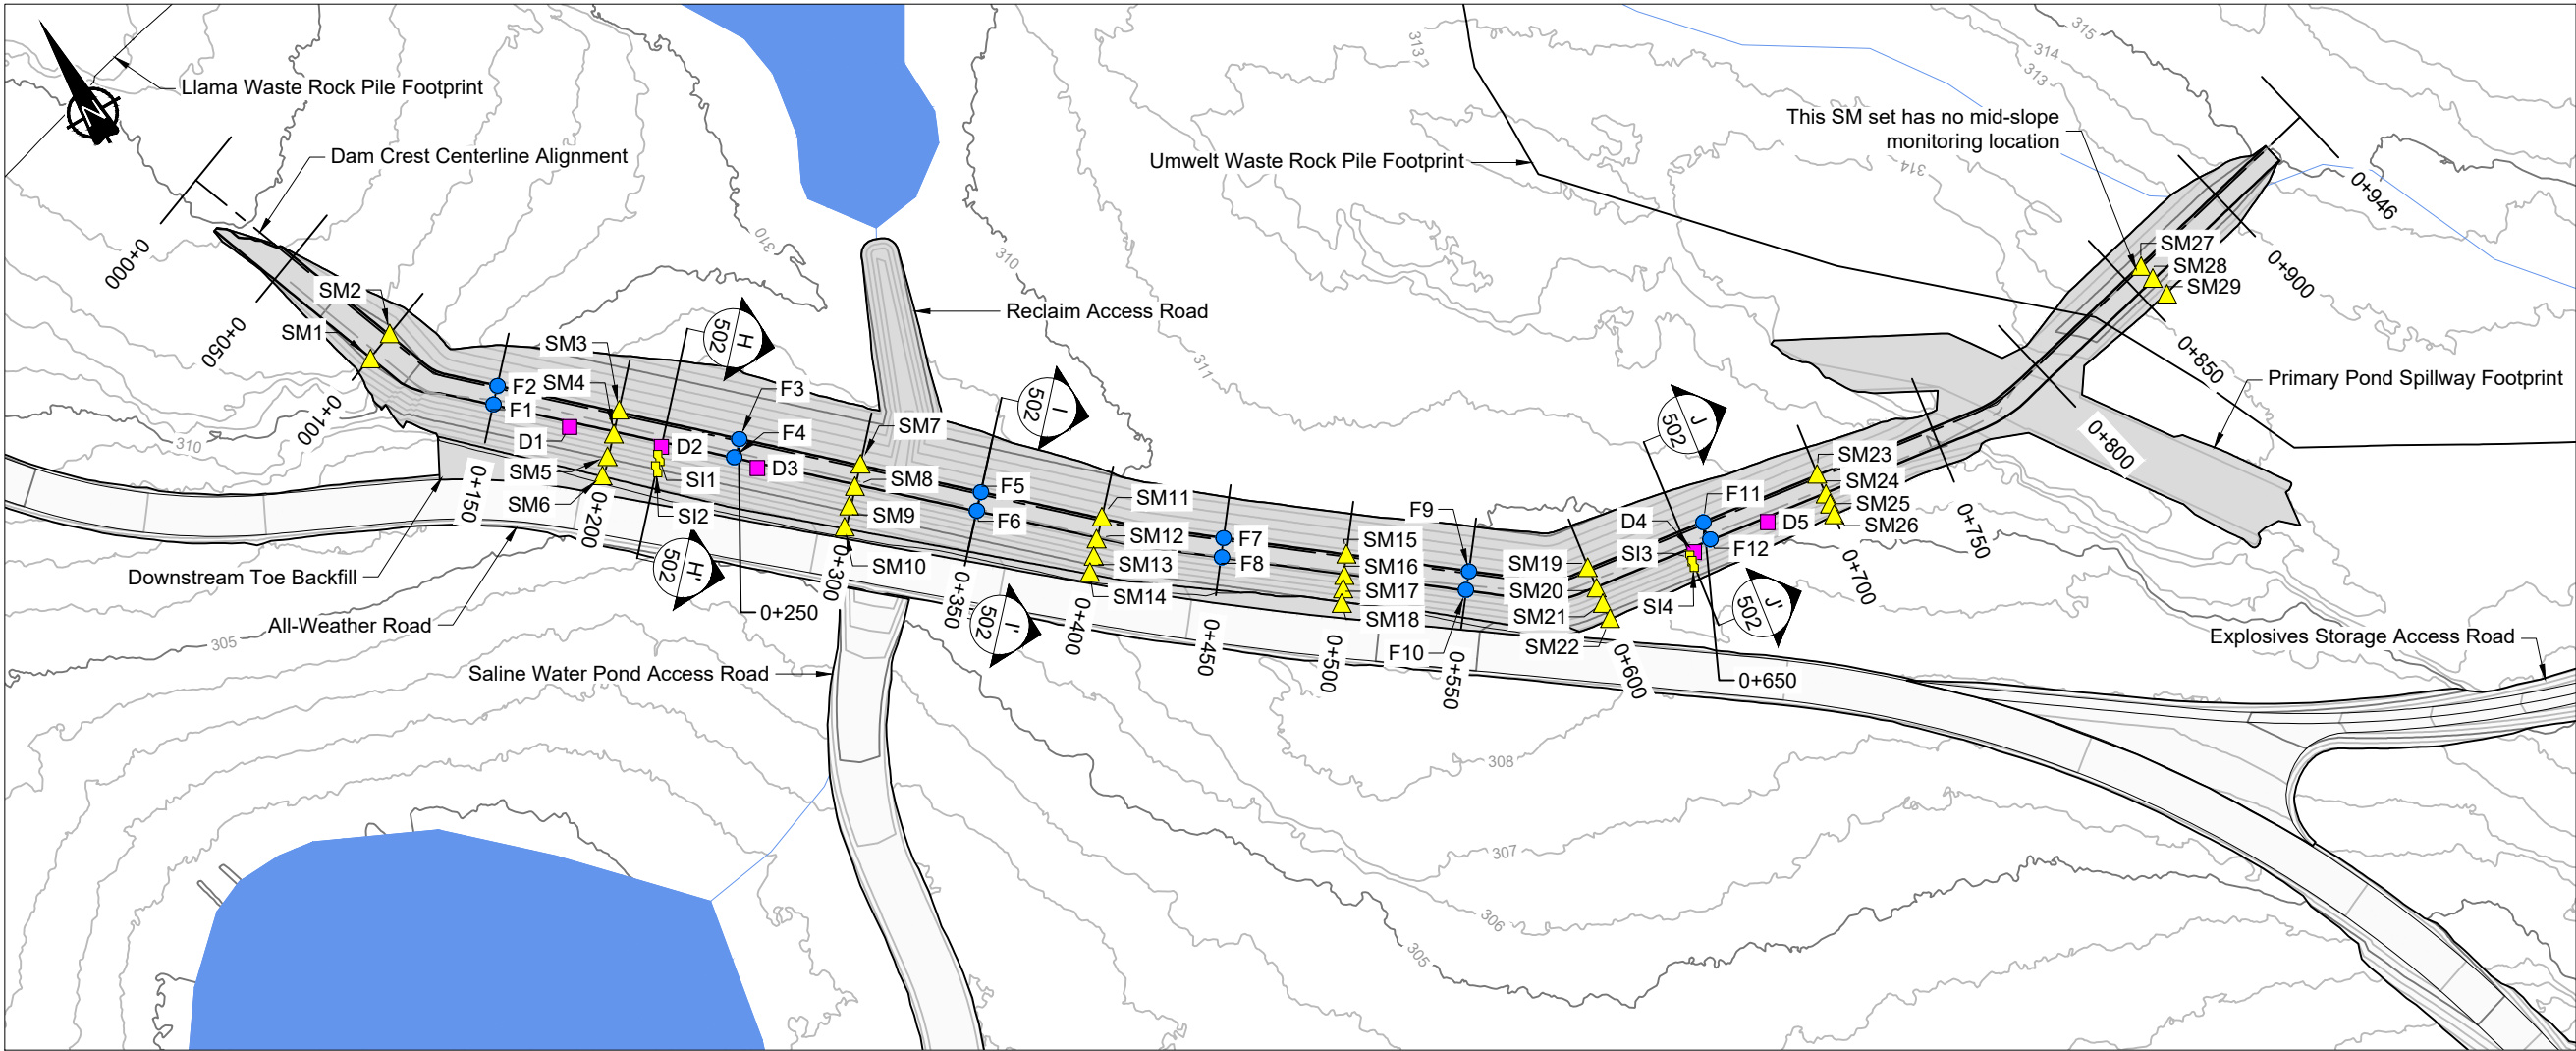 315
314
313
313
Llama Waste Rock Pile Footprint
N
Dam Crest Centerline Alignment
This SM set has no mid-slope
monitoring location
Umwelt Waste Rock Pile Footprint
314
0+946
0+000
310
310
SM27
SM28
SM29
0+900
SM2
SM1
0+050
Reclaim Access Road
SM3
H
502
311
0+850
Primary Pond Spillway Footprint
F2
SM4
F3
I
502
F1
0+100
310
D1
D2
F4
SM7
J
502
0+800
SM5
SI1
D3
SM8
F5
SM23
SM24
SM6
0+150
0+200
SI2
SM9
F6
SM11
F9
F11
SM25
SM26
D4
D5
0+750
SM12
F7
SM15
SI3
F12
H'
502
SM10
SM13
F8
SM16
SM19
Downstream Toe Backfill
0+300
0+350
SM14
SM17
SM20
0+700
0+250
I'
502
SM18
SM21
SI4
J'
502
All-Weather Road
0+400
0+450
0+500
F10
0+550
SM22
0+600
305
Explosives Storage Access Road
Saline Water Pond Access Road
0+650
308
307
306
305